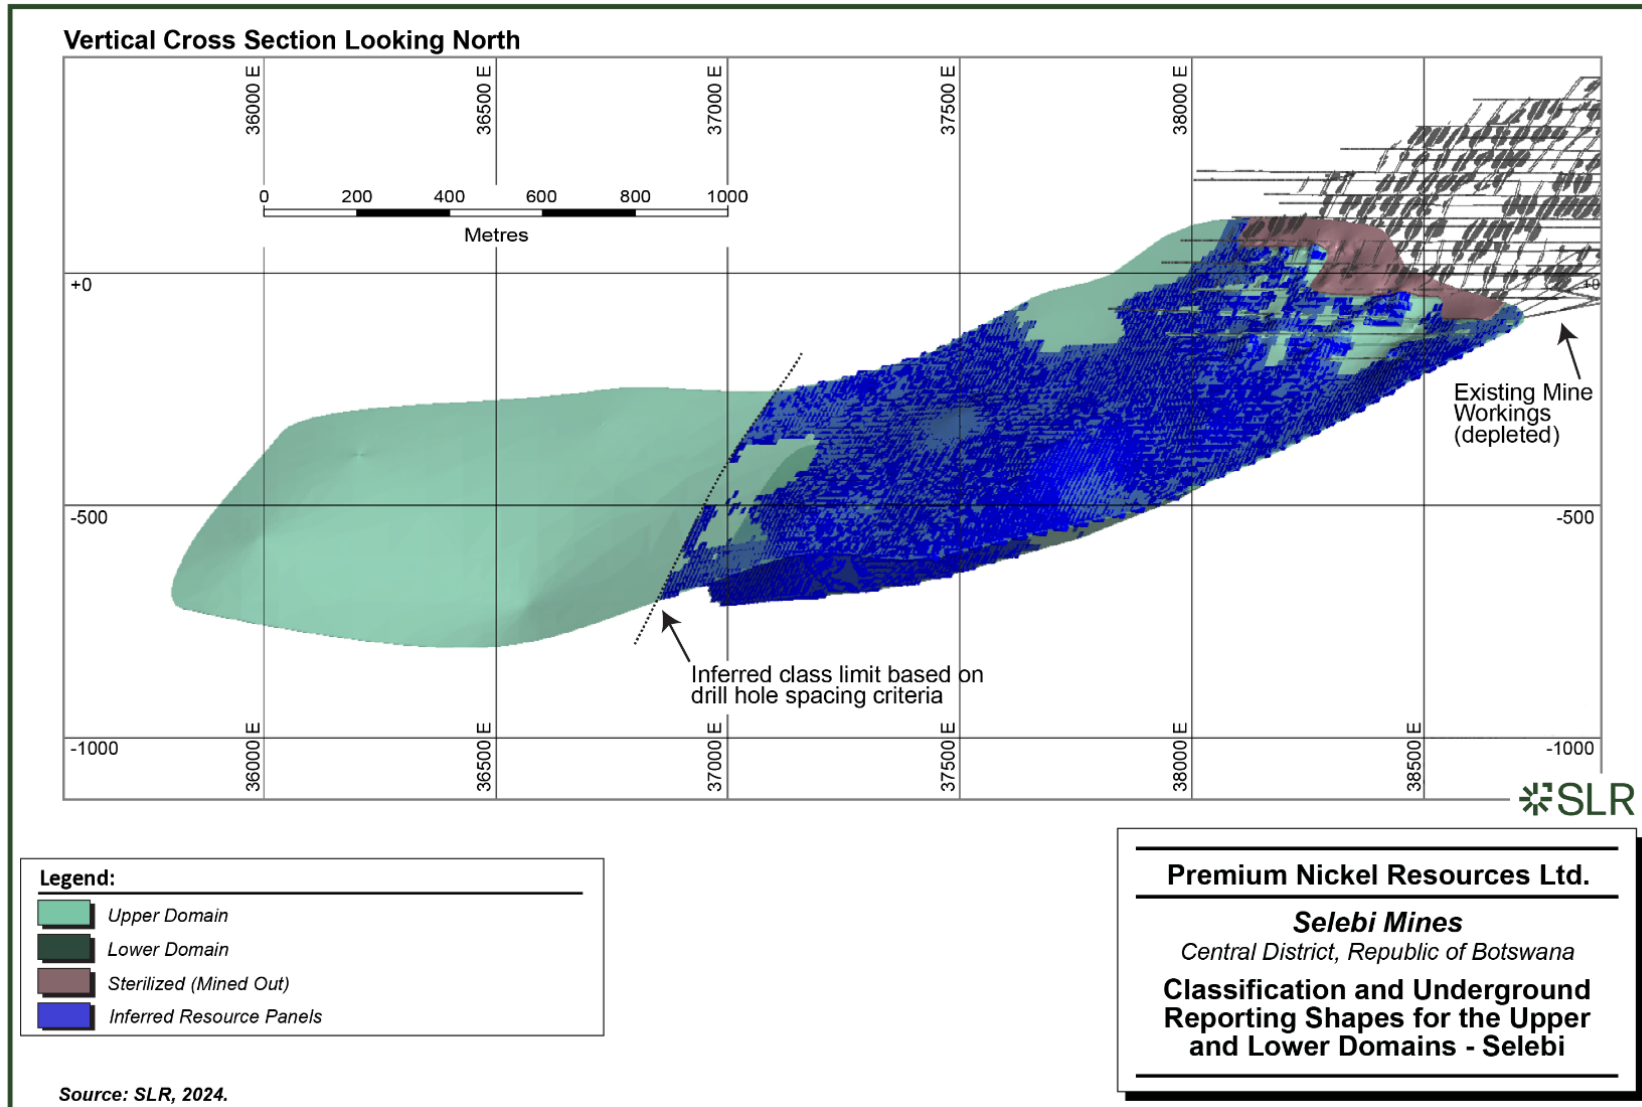 Vertical Cross Section Looking North
36000 E
36500 E
37000 E
37500 E
38000 E
0 200 400 600 800 1000
Metres
+0
Existing Mine
Workings
(depleted)
-500
-500
Inferred class limit based on
drill hole spacing criteria
-1000
-1000
36000 E
36500 E
37000 E
37500 E
38000 E
38500 E
SLR
Legend:
Upper Domain
Lower Domain
Sterilized (Mined Out)
Inferred Resource Panels
Premium Nickel Resources Ltd.
Selebi Mines
Central District, Republic of Botswana
Classification and Underground
Reporting Shapes for the Upper
and Lower Domains - Selebi
Source: SLR, 2024.